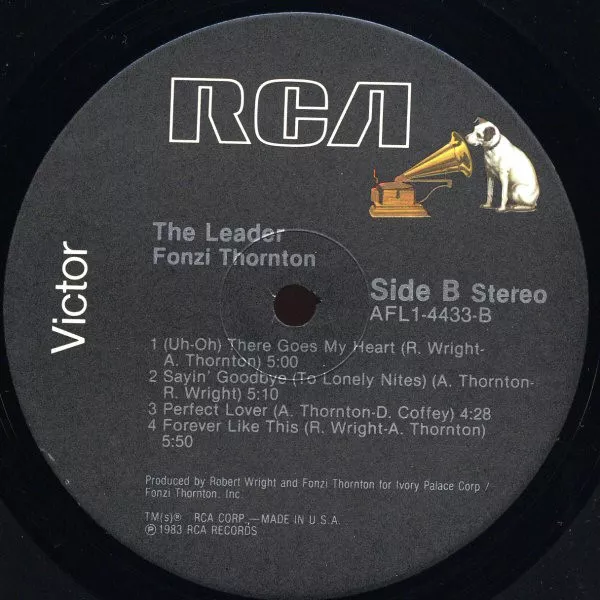 RCA
Victor
The Leader
Fonzi Thornton
Side B Stereo
AFL1-4433-B
1 (Uh-Oh) There Goes My Heart (R. Wright-
A. Thornton) 5:00
2 Sayin' Goodbye (To Lonely Nites) (A. Thornton-
R. Wright) 5:10
3 Perfect Lover (A. Thornton-D. Coffey) 4:28
4 Forever Like This (R. Wright-A. Thornton)
5:50
Produced by Robert Wright and Fonzi Thornton for Ivory Palace Corp /
Fonzi Thornton, Inc.
TM(s)® RCA CORP.—MADE IN U.S.A.
℗1983 RCA RECORDS